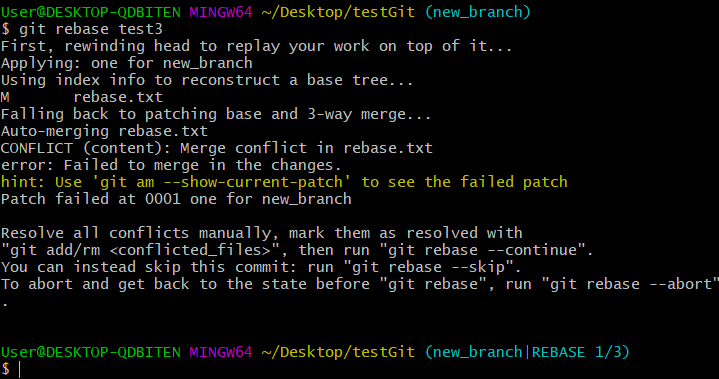 User@DESKTOP-QDBITEN MINGW64 ~/Desktop/testGit (new_branch)
$ git rebase test3
First, rewinding head to replay your work on top of it...
Applying: one for new_branch
Using index info to reconstruct a base tree...
M       rebase.txt
Falling back to patching base and 3-way merge...
Auto-merging rebase.txt
CONFLICT (content): Merge conflict in rebase.txt
error: Failed to merge in the changes.
hint: Use 'git am --show-current-patch' to see the failed patch
Patch failed at 0001 one for new_branch
Resolve all conflicts manually, mark them as resolved with
"git add/rm <conflicted_files>", then run "git rebase --continue".
You can instead skip this commit: run "git rebase --skip".
To abort and get back to the state before "git rebase", run "git rebase --abort"
.
User@DESKTOP-QDBITEN MINGW64 ~/Desktop/testGit (new_branch|REBASE 1/3)
$